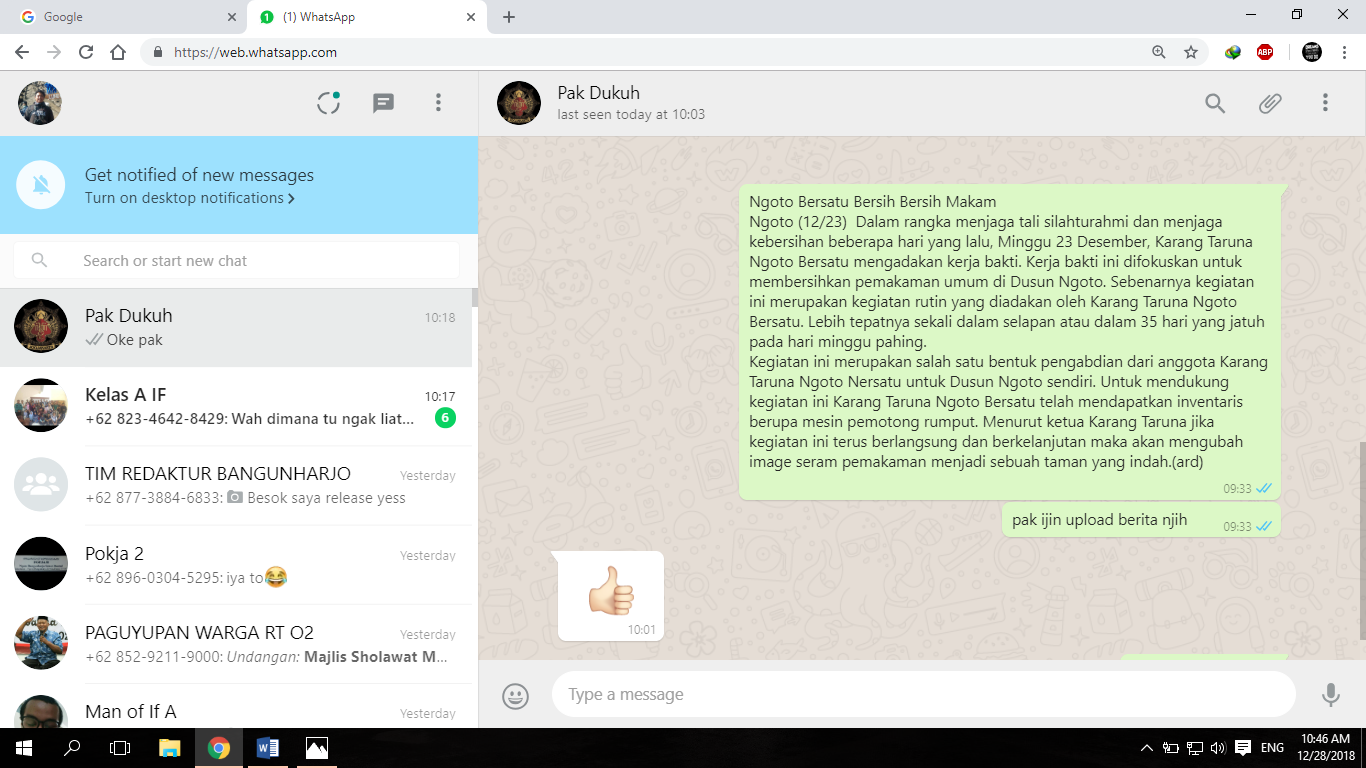 Google
(1) WhatsApp
https://web.whatsapp.com
ABP
Pak Dukuh
last seen today at 10:03
Get notified of new messages
Turn on desktop notifications >
Search or start new chat
Pak Dukuh 10:18
Oke pak
Kelas A IF 10:17
+62 823-4642-8429: Wah dimana tu ngak liat... 6
TIM REDAKTUR BANGUNHARJO Yesterday
+62 877-3884-6833: Besok saya release yess
Pokja 2 Yesterday
+62 896-0304-5295: iya to😂
PAGUYUPAN WARGA RT O2 Yesterday
+62 852-9211-9000: Undangan: Majlis Sholawat M...
Man of If A Yesterday
Ngoto Bersatu Bersih Bersih Makam
Ngoto (12/23)  Dalam rangka menjaga tali silahturahmi dan menjaga
kebersihan beberapa hari yang lalu, Minggu 23 Desember, Karang Taruna
Ngoto Bersatu mengadakan kerja bakti. Kerja bakti ini difokuskan untuk
membersihkan pemakaman umum di Dusun Ngoto. Sebenarnya kegiatan
ini merupakan kegiatan rutin yang diadakan oleh Karang Taruna Ngoto
Bersatu. Lebih tepatnya sekali dalam selapan atau dalam 35 hari yang jatuh
pada hari minggu pahing.
Kegiatan ini merupakan salah satu bentuk pengabdian dari anggota Karang
Taruna Ngoto Nersatu untuk Dusun Ngoto sendiri. Untuk mendukung
kegiatan ini Karang Taruna Ngoto Bersatu telah mendapatkan inventaris
berupa mesin pemotong rumput. Menurut ketua Karang Taruna jika
kegiatan ini terus berlangsung dan berkelanjutan maka akan mengubah
image seram pemakaman menjadi sebuah taman yang indah.(ard)
09:33
pak ijin upload berita njih 09:33
10:01
Type a message
ENG
10:46 AM
12/28/2018